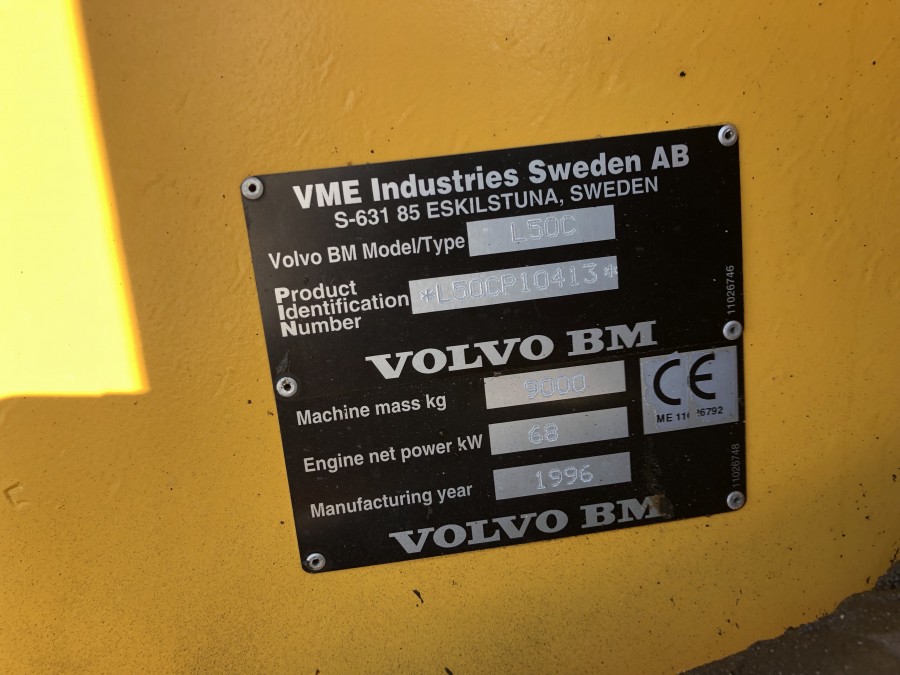 VME Industries Sweden AB
S-631 85 ESKILSTUNA, SWEDEN
Volvo BM Model/Type L50C
Product
Identification
Number
*L50CP10413*
11026746
VOLVO BM
Machine mass kg 9000
CE
Engine net power kW 68
Manufacturing year 1996
11026748
VOLVO BM